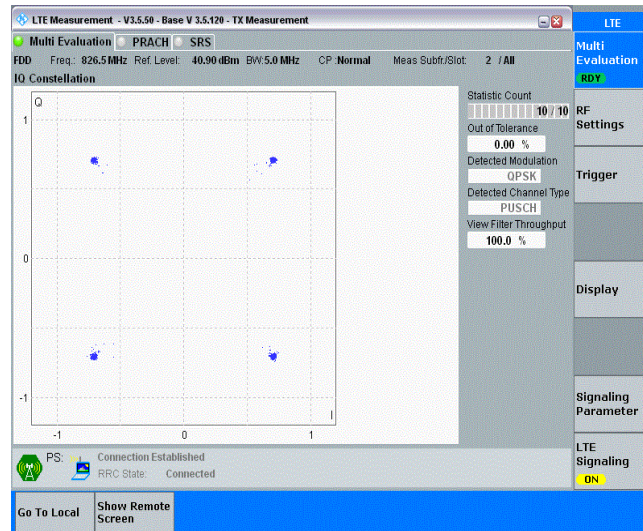 LTE Measurement - V3.5.50 - Base V 3.5.120 - TX Measurement
LTE
Multi Evaluation PRACH SRS
FDD Freq.: 826.5 MHz Ref. Level: 40.90 dBm BW: 5.0 MHz CP :Normal Meas Subfr./Slot: 2 / All
IQ Constellation
Q
1
0
-1
I
-1 0 1
Statistic Count
10 / 10
Out of Tolerance
0.00 %
Detected Modulation
QPSK
Detected Channel Type
PUSCH
View Filter Throughput
100.0 %
PS: Connection Established
RRC State: Connected
Multi
Evaluation
RDY
RF
Settings
Trigger
Display
Signaling
Parameter
LTE
Signaling
ON
Go To Local
Show Remote
Screen